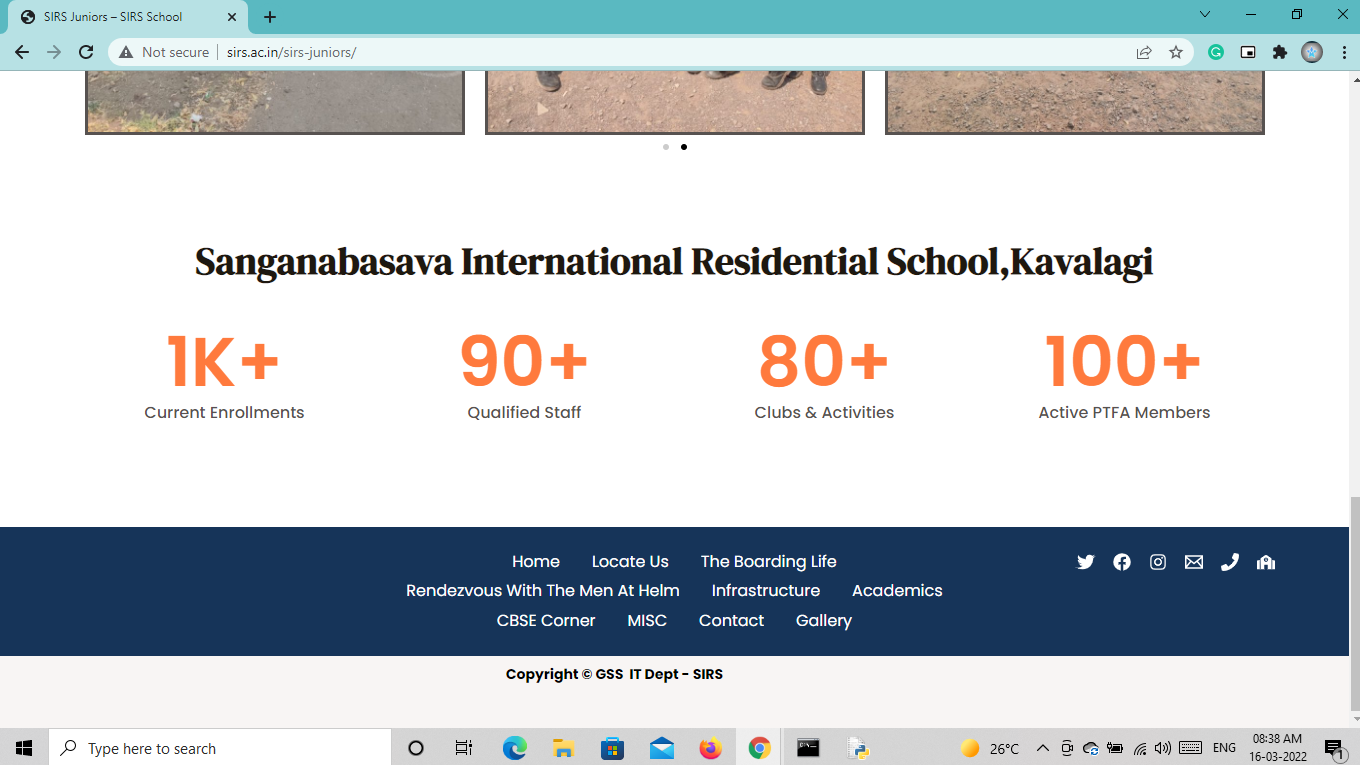 SIRS Juniors – SIRS School
Not secure
sirs.ac.in/sirs-juniors/
Sanganabasava International Residential School,Kavalagi
1K+ 90+ 80+ 100+
Current Enrollments Qualified Staff Clubs & Activities Active PTFA Members
Home Locate Us The Boarding Life
Rendezvous With The Men At Helm Infrastructure Academics
CBSE Corner MISC Contact Gallery
Copyright © GSS IT Dept - SIRS
Type here to search
26°C
ENG
08:38 AM
16-03-2022
1